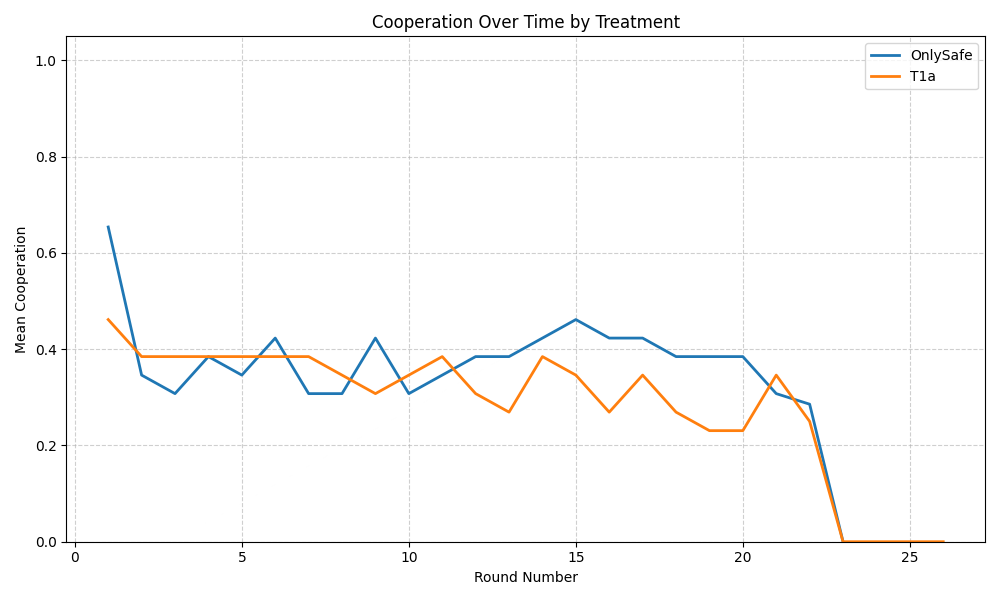 Cooperation Over Time by Treatment
OnlySafe
T1a
Mean Cooperation
1.0
0.8
0.6
0.4
0.2
0.0
0 5 10 15 20 25
Round Number